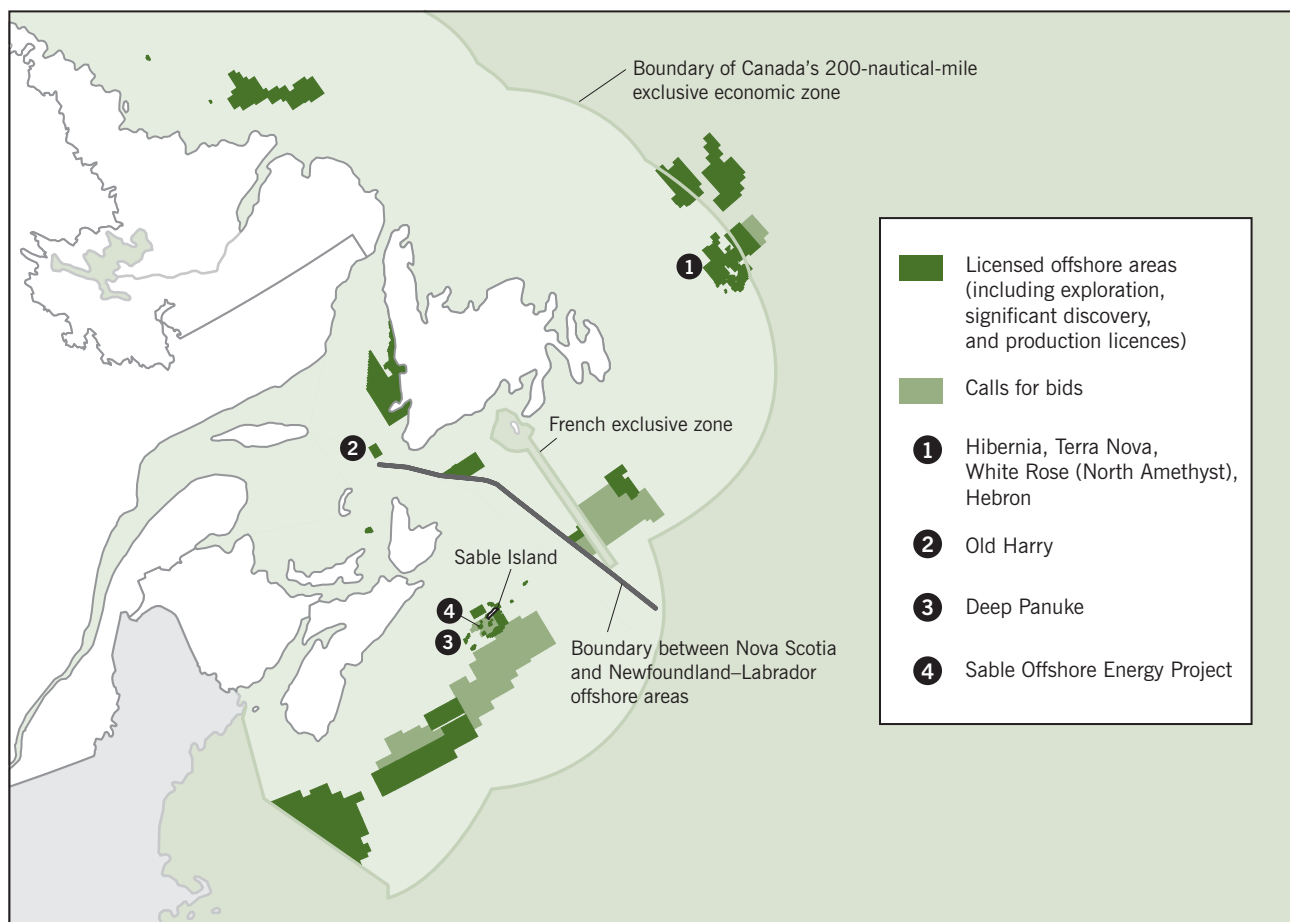 Boundary of Canada's 200-nautical-mile
exclusive economic zone
1
2
French exclusive zone
Sable Island
4
3
Boundary between Nova Scotia
and Newfoundland–Labrador
offshore areas
Licensed offshore areas
(including exploration,
significant discovery,
and production licences)
Calls for bids
1 Hibernia, Terra Nova,
White Rose (North Amethyst),
Hebron
2 Old Harry
3 Deep Panuke
4 Sable Offshore Energy Project